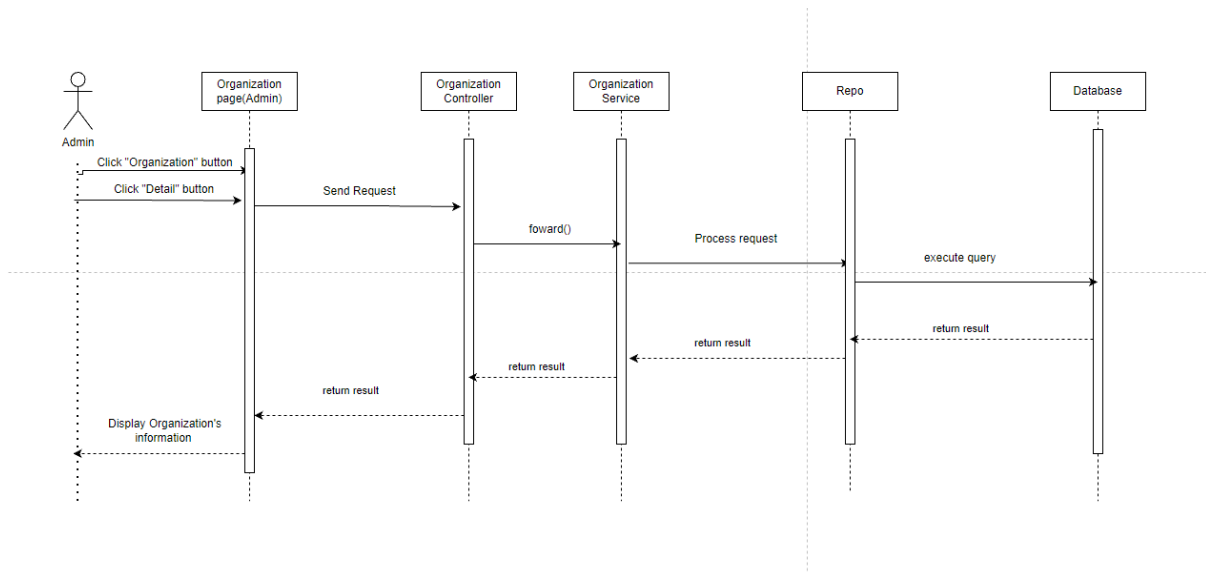 Organization
page(Admin)
Organization
Controller
Organization
Service
Repo
Database
Admin
Click "Organization" button
Click "Detail" button
Send Request
foward()
Process request
execute query
return result
return result
return result
return result
Display Organization's
information